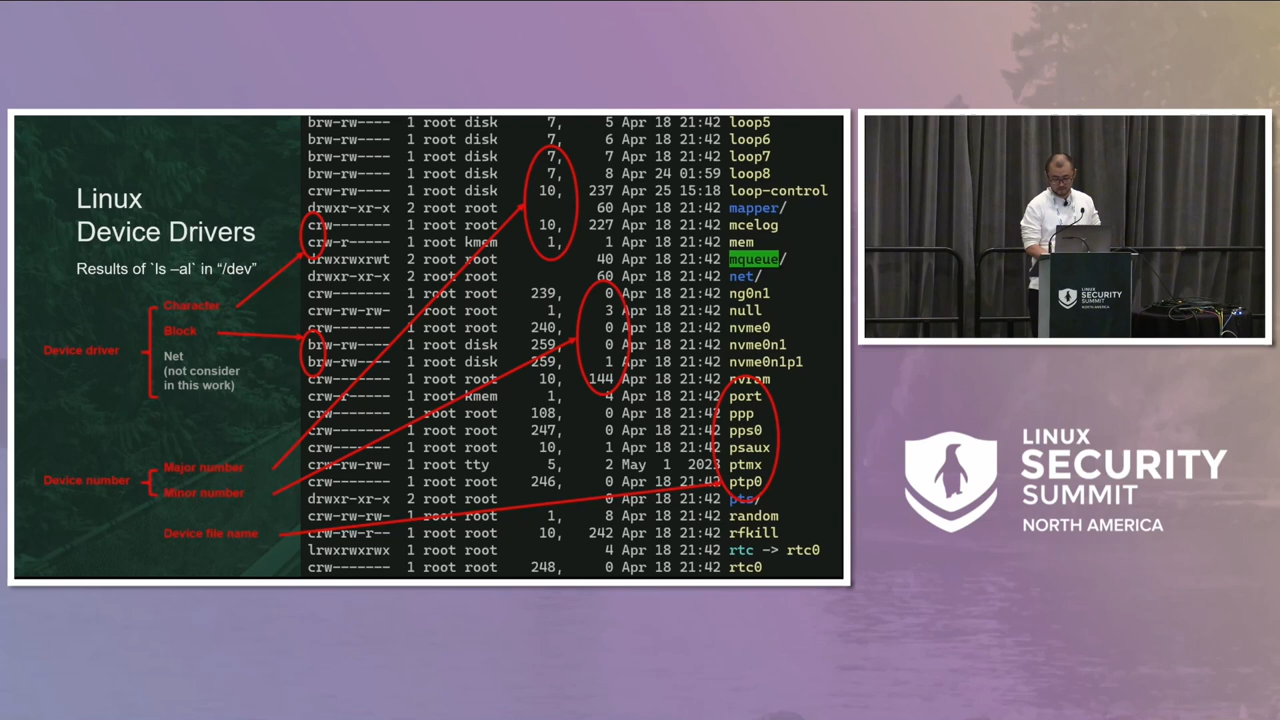 Linux
Device Drivers
Results of `ls –al` in “/dev”
Character
Block
Device driver
Net
(not consider
in this work)
Major number
Device number
Minor number
Device file name
brw-rw---- 1 root disk 7, 5 Apr 18 21:42 loop5
brw-rw---- 1 root disk 7, 6 Apr 18 21:42 loop6
brw-rw---- 1 root disk 7, 7 Apr 18 21:42 loop7
brw-rw---- 1 root disk 7, 8 Apr 24 01:59 loop8
crw-rw---- 1 root disk 10, 237 Apr 25 15:18 loop-control
drwxr-xr-x 2 root root 60 Apr 18 21:42 mapper/
crw------- 1 root root 10, 227 Apr 18 21:42 mcelog
crw-r----- 1 root kmem 1, 1 Apr 18 21:42 mem
drwxrwxrwt 2 root root 40 Apr 18 21:42 mqueue/
drwxr-xr-x 2 root root 60 Apr 18 21:42 net/
crw------- 1 root root 239, 0 Apr 18 21:42 ng0n1
crw-rw-rw- 1 root root 1, 3 Apr 18 21:42 null
crw------- 1 root root 240, 0 Apr 18 21:42 nvme0
brw-rw---- 1 root disk 259, 0 Apr 18 21:42 nvme0n1
brw-rw---- 1 root disk 259, 1 Apr 18 21:42 nvme0n1p1
crw------- 1 root root 10, 144 Apr 18 21:42 nvram
crw-r----- 1 root kmem 1, 4 Apr 18 21:42 port
crw------- 1 root root 108, 0 Apr 18 21:42 ppp
crw------- 1 root root 247, 0 Apr 18 21:42 pps0
crw------- 1 root root 10, 1 Apr 18 21:42 psaux
crw-rw-rw- 1 root tty 5, 2 May 1 2023 ptmx
crw------- 1 root root 246, 0 Apr 18 21:42 ptp0
drwxr-xr-x 2 root root 0 Apr 18 21:42 pts/
crw-rw-rw- 1 root root 1, 8 Apr 18 21:42 random
crw-rw-r-- 1 root root 10, 242 Apr 18 21:42 rfkill
lrwxrwxrwx 1 root root 4 Apr 18 21:42 rtc -> rtc0
crw------- 1 root root 248, 0 Apr 18 21:42 rtc0
LINUX
SECURITY
SUMMIT
NORTH AMERICA
LINUX
SECURITY
SUMMIT
NORTH AMERICA